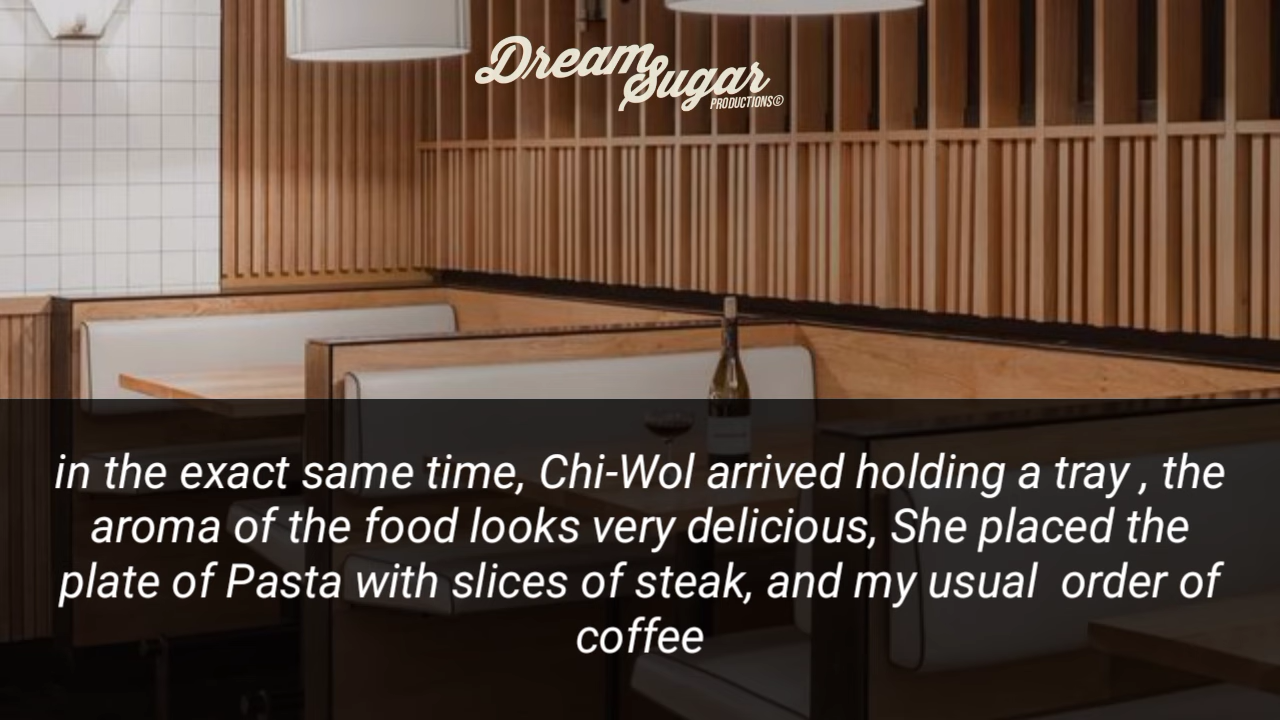 Dream
Sugar
PRODUCTIONS©
in the exact same time, Chi-Wol arrived holding a tray , the
aroma of the food looks very delicious, She placed the
plate of Pasta with slices of steak, and my usual  order of
coffee